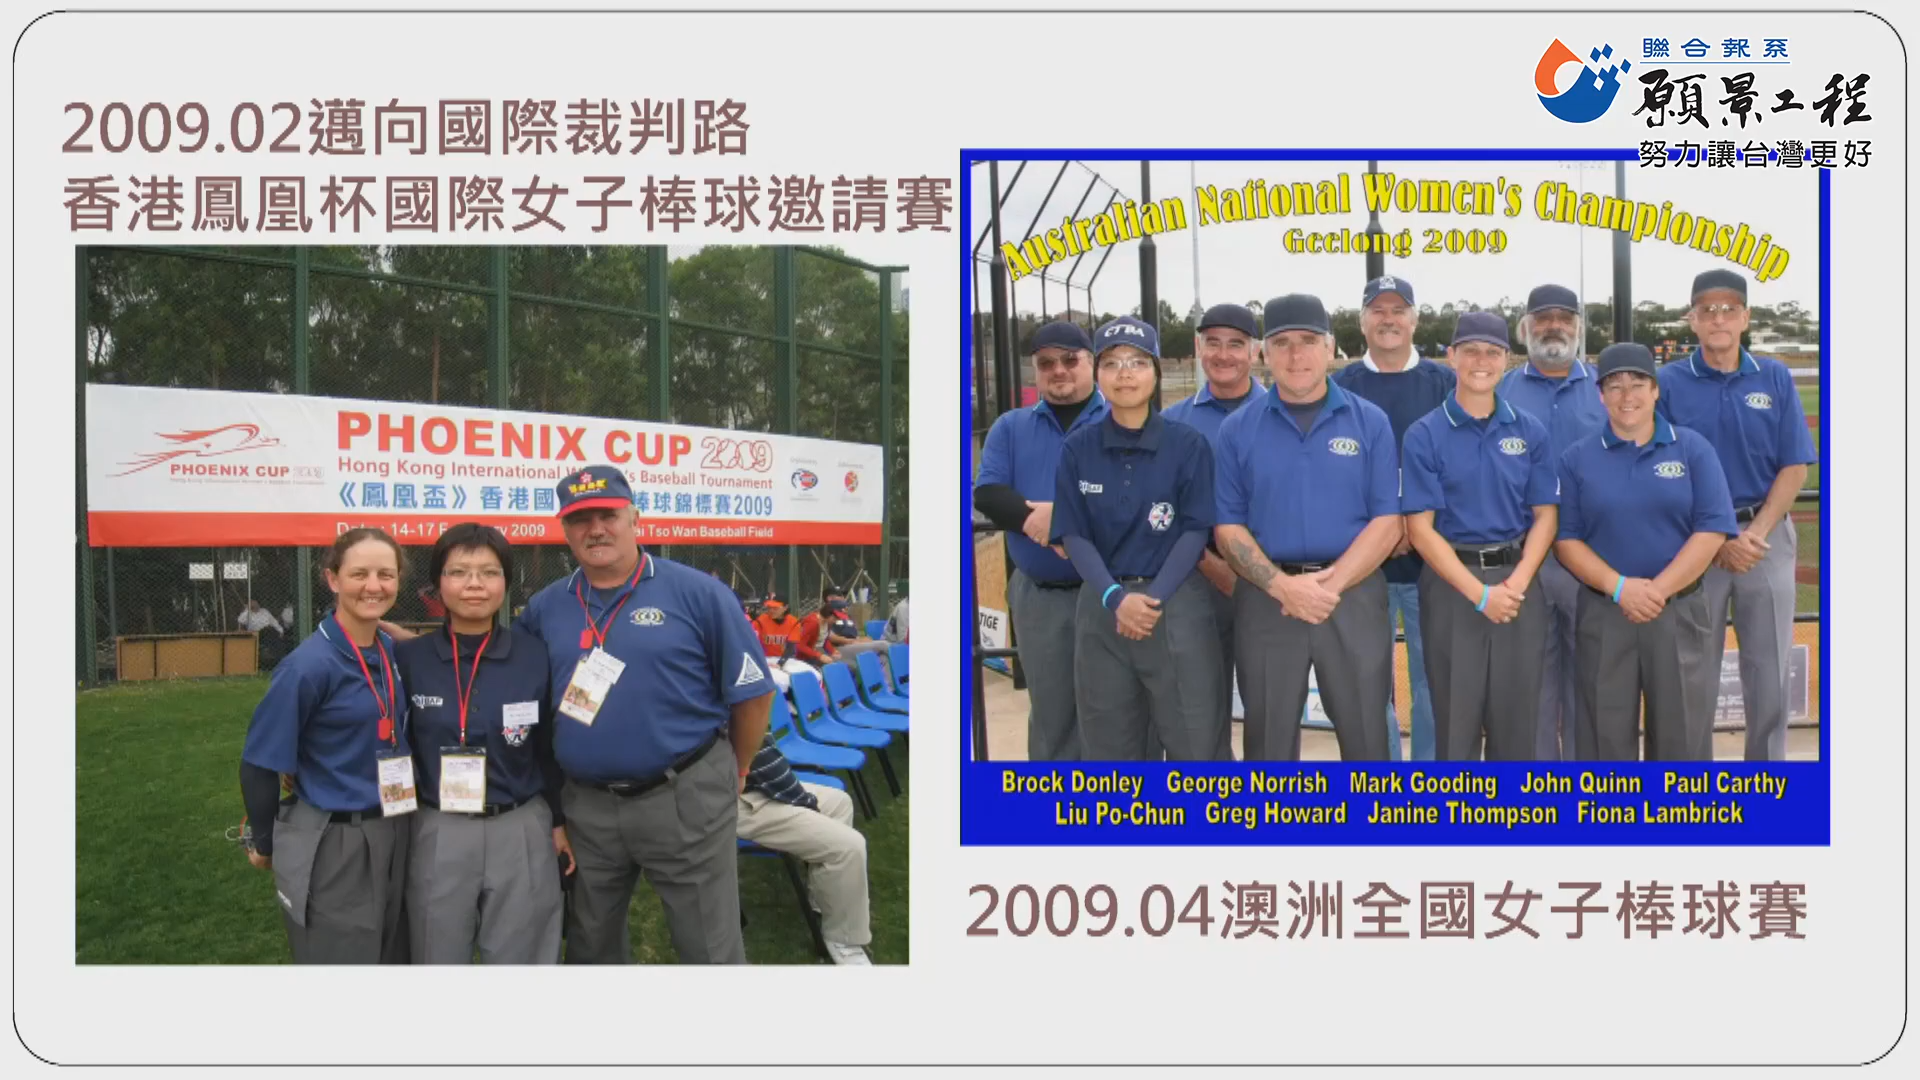 聯合報系
願景工程
努力讓台灣更好
2009.02邁向國際裁判路
香港鳳凰杯國際女子棒球邀請賽
PHOENIX CUP 2009
Hong Kong International W 's Baseball Tournament
《鳳凰盃》香港國 棒球錦標賽2009
14-17 F 2009
Tso Wan Baseball Field
PHOENIX CUP
Australian National Women's Championship
Geelong 2009
CTBA
TIGE
Brock Donley George Norrish Mark Gooding John Quinn Paul Carthy
Liu Po-Chun Greg Howard Janine Thompson Fiona Lambrick
2009.04澳洲全國女子棒球賽